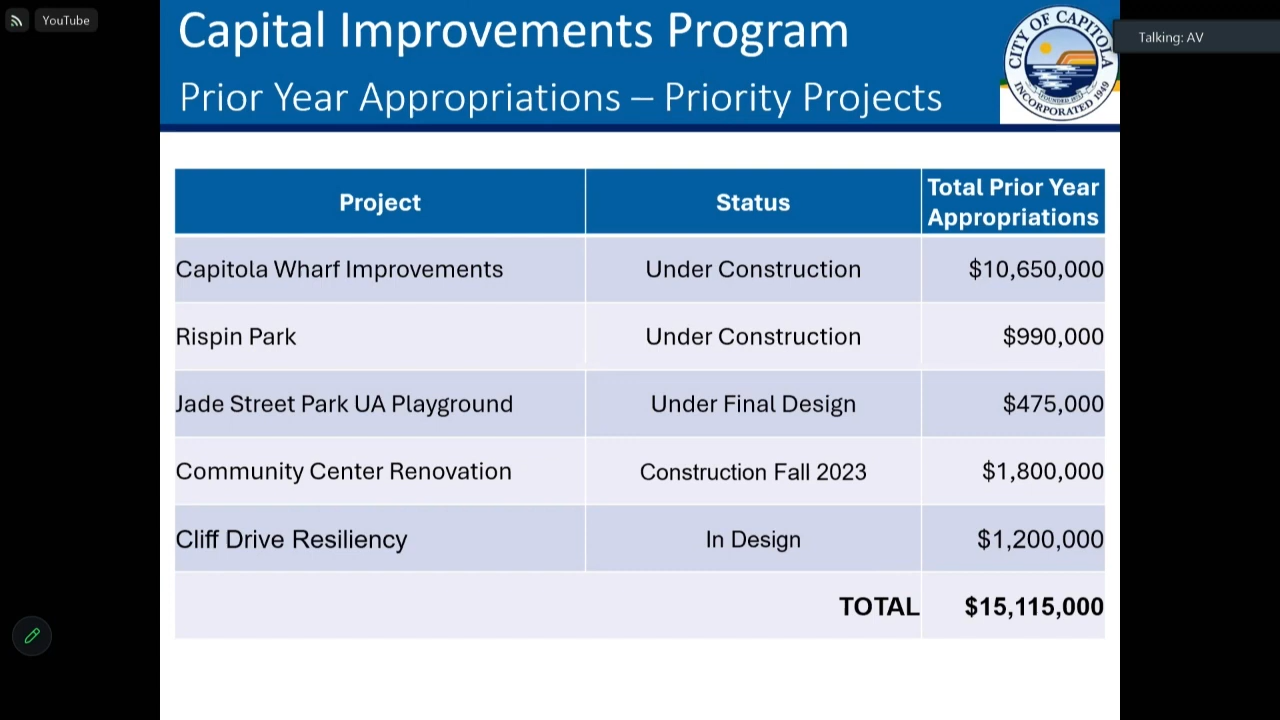 YouTube
Capital Improvements Program
Prior Year Appropriations – Priority Projects
CITY OF CAPITOLA
INCORPORATED 1949
Talking: AV
Project Status Total Prior Year
Appropriations
Capitola Wharf Improvements Under Construction $10,650,000
Rispin Park Under Construction $990,000
Jade Street Park UA Playground Under Final Design $475,000
Community Center Renovation Construction Fall 2023 $1,800,000
Cliff Drive Resiliency In Design $1,200,000
TOTAL $15,115,000